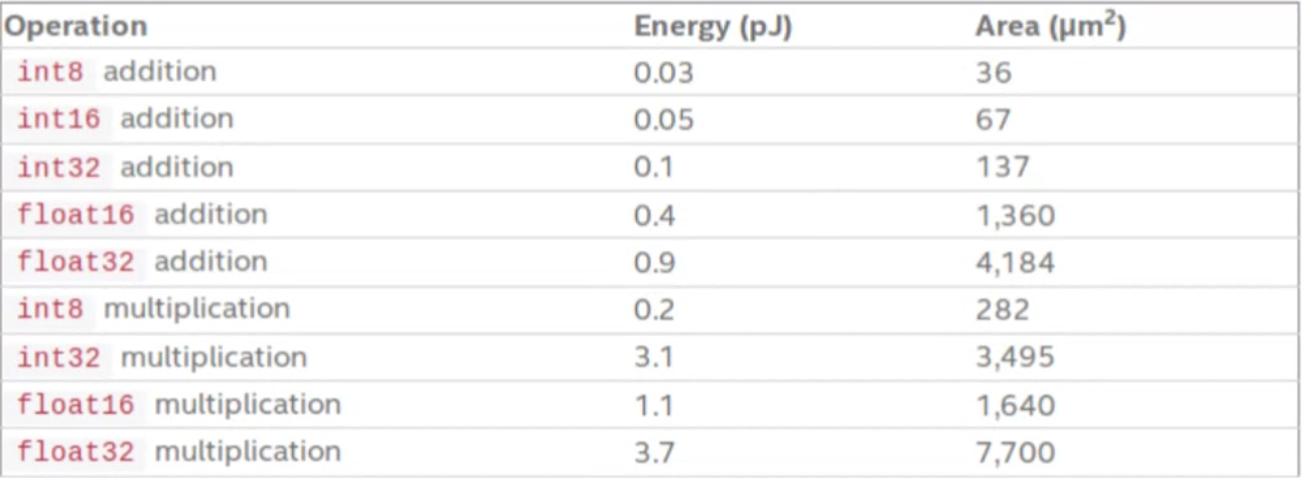 Operation Energy (pJ) Area (μm²)
int8 addition 0.03 36
int16 addition 0.05 67
int32 addition 0.1 137
float16 addition 0.4 1,360
float32 addition 0.9 4,184
int8 multiplication 0.2 282
int32 multiplication 3.1 3,495
float16 multiplication 1.1 1,640
float32 multiplication 3.7 7,700